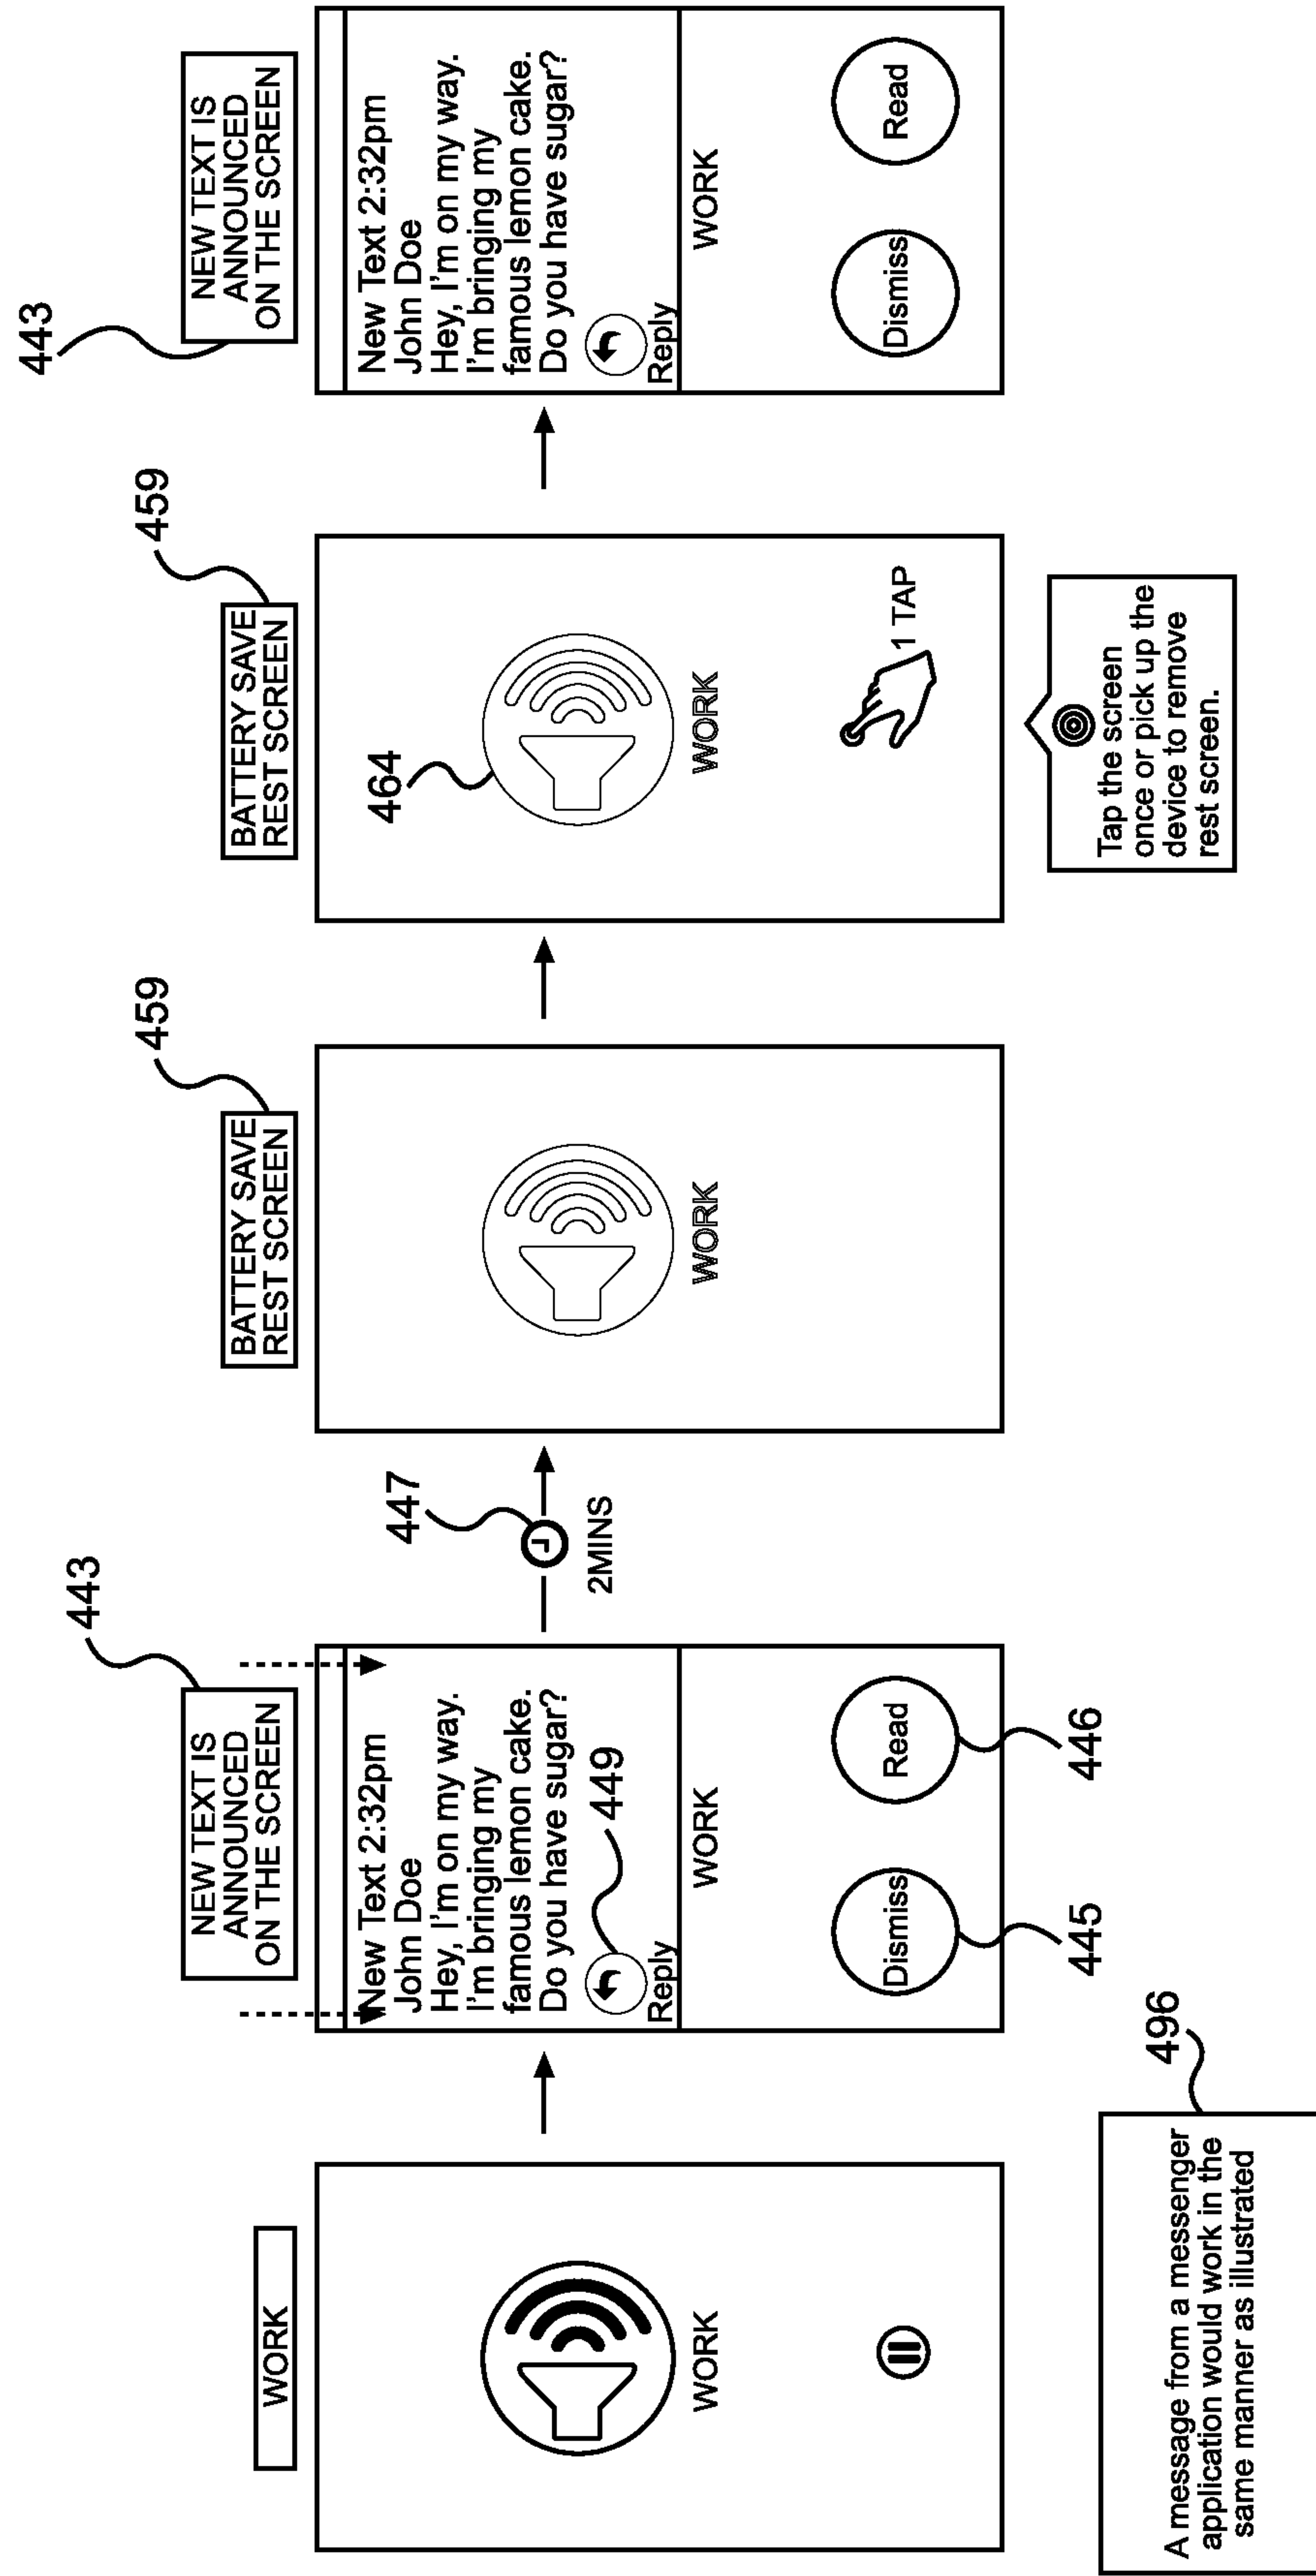 WORK
WORK
A message from a messenger
application would work in the
same manner as illustrated
496
443
NEW TEXT IS
ANNOUNCED
ON THE SCREEN
New Text 2:32pm
John Doe
Hey, I'm on my way.
I'm bringing my
famous lemon cake.
Do you have sugar?
449
Reply
WORK
Dismiss
Read
445
446
447
2MINS
459
BATTERY SAVE
REST SCREEN
WORK
459
BATTERY SAVE
REST SCREEN
464
WORK
1 TAP
Tap the screen
once or pick up the
device to remove
rest screen.
443
NEW TEXT IS
ANNOUNCED
ON THE SCREEN
New Text 2:32pm
John Doe
Hey, I'm on my way.
I'm bringing my
famous lemon cake.
Do you have sugar?
Reply
WORK
Dismiss
Read